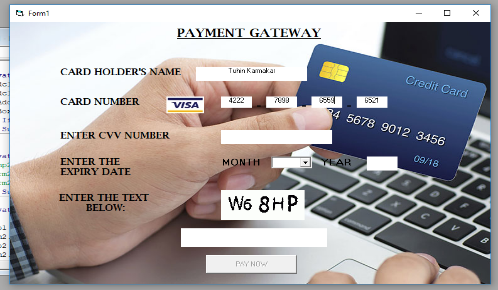 Form1
PAYMENT GATEWAY
CARD HOLDER'S NAME Tuhin Karmakar
CARD NUMBER VISA 4222 - 7899 - 6559 - 6521
Credit Card
5678 9012 3456
09/18
ENTER CVV NUMBER
ENTER THE
EXPIRY DATE
MONTH YEAR
ENTER THE TEXT
BELOW:
W6 8HP
PAY NOW